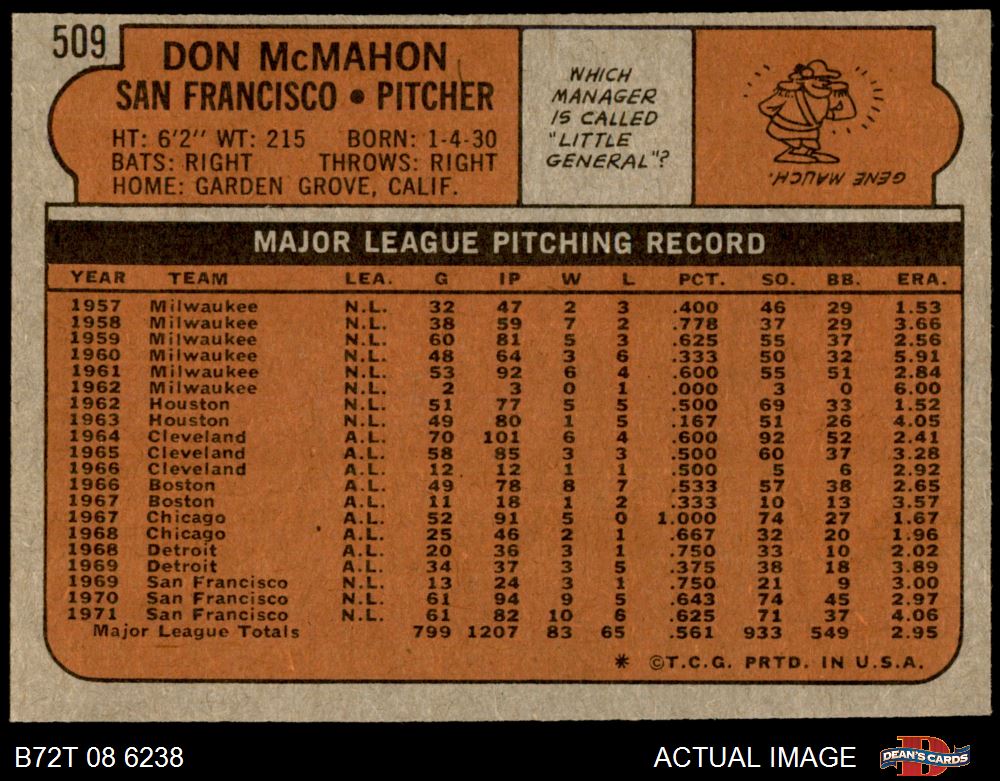 509
DON McMAHON
SAN FRANCISCO • PITCHER
HT: 6'2'' WT: 215 BORN: 1-4-30
BATS: RIGHT THROWS: RIGHT
HOME: GARDEN GROVE, CALIF.
WHICH
MANAGER
IS CALLED
"LITTLE
GENERAL"?
GENE MAUCH.
MAJOR LEAGUE PITCHING RECORD
YEAR TEAM LEA. G IP W L PCT. SO. BB. ERA.
1957 Milwaukee N.L. 32 47 2 3 .400 46 29 1.53
1958 Milwaukee N.L. 38 59 7 2 .778 37 29 3.66
1959 Milwaukee N.L. 60 81 5 3 .625 55 37 2.56
1960 Milwaukee N.L. 48 64 3 6 .333 50 32 5.91
1961 Milwaukee N.L. 53 92 6 4 .600 55 51 2.84
1962 Milwaukee N.L. 2 3 0 1 .000 3 0 6.00
1962 Houston N.L. 51 77 5 5 .500 69 33 1.52
1963 Houston N.L. 49 80 1 5 .167 51 26 4.05
1964 Cleveland A.L. 70 101 6 4 .600 92 52 2.41
1965 Cleveland A.L. 58 85 3 3 .500 60 37 3.28
1966 Cleveland A.L. 12 12 1 1 .500 5 6 2.92
1966 Boston A.L. 49 78 8 7 .533 57 38 2.65
1967 Boston A.L. 11 18 1 2 .333 10 13 3.57
1967 Chicago A.L. 52 91 5 0 1.000 74 27 1.67
1968 Chicago A.L. 25 46 2 1 .667 32 20 1.96
1968 Detroit A.L. 20 36 3 1 .750 33 10 2.02
1969 Detroit A.L. 34 37 3 5 .375 38 18 3.89
1969 San Francisco N.L. 13 24 3 1 .750 21 9 3.00
1970 San Francisco N.L. 61 94 9 5 .643 74 45 2.97
1971 San Francisco N.L. 61 82 10 6 .625 71 37 4.06
Major League Totals 799 1207 83 65 .561 933 549 2.95
* ©T.C.G. PRTD. IN U.S.A.
B72T 08 6238 ACTUAL IMAGE DEAN'S CARDS